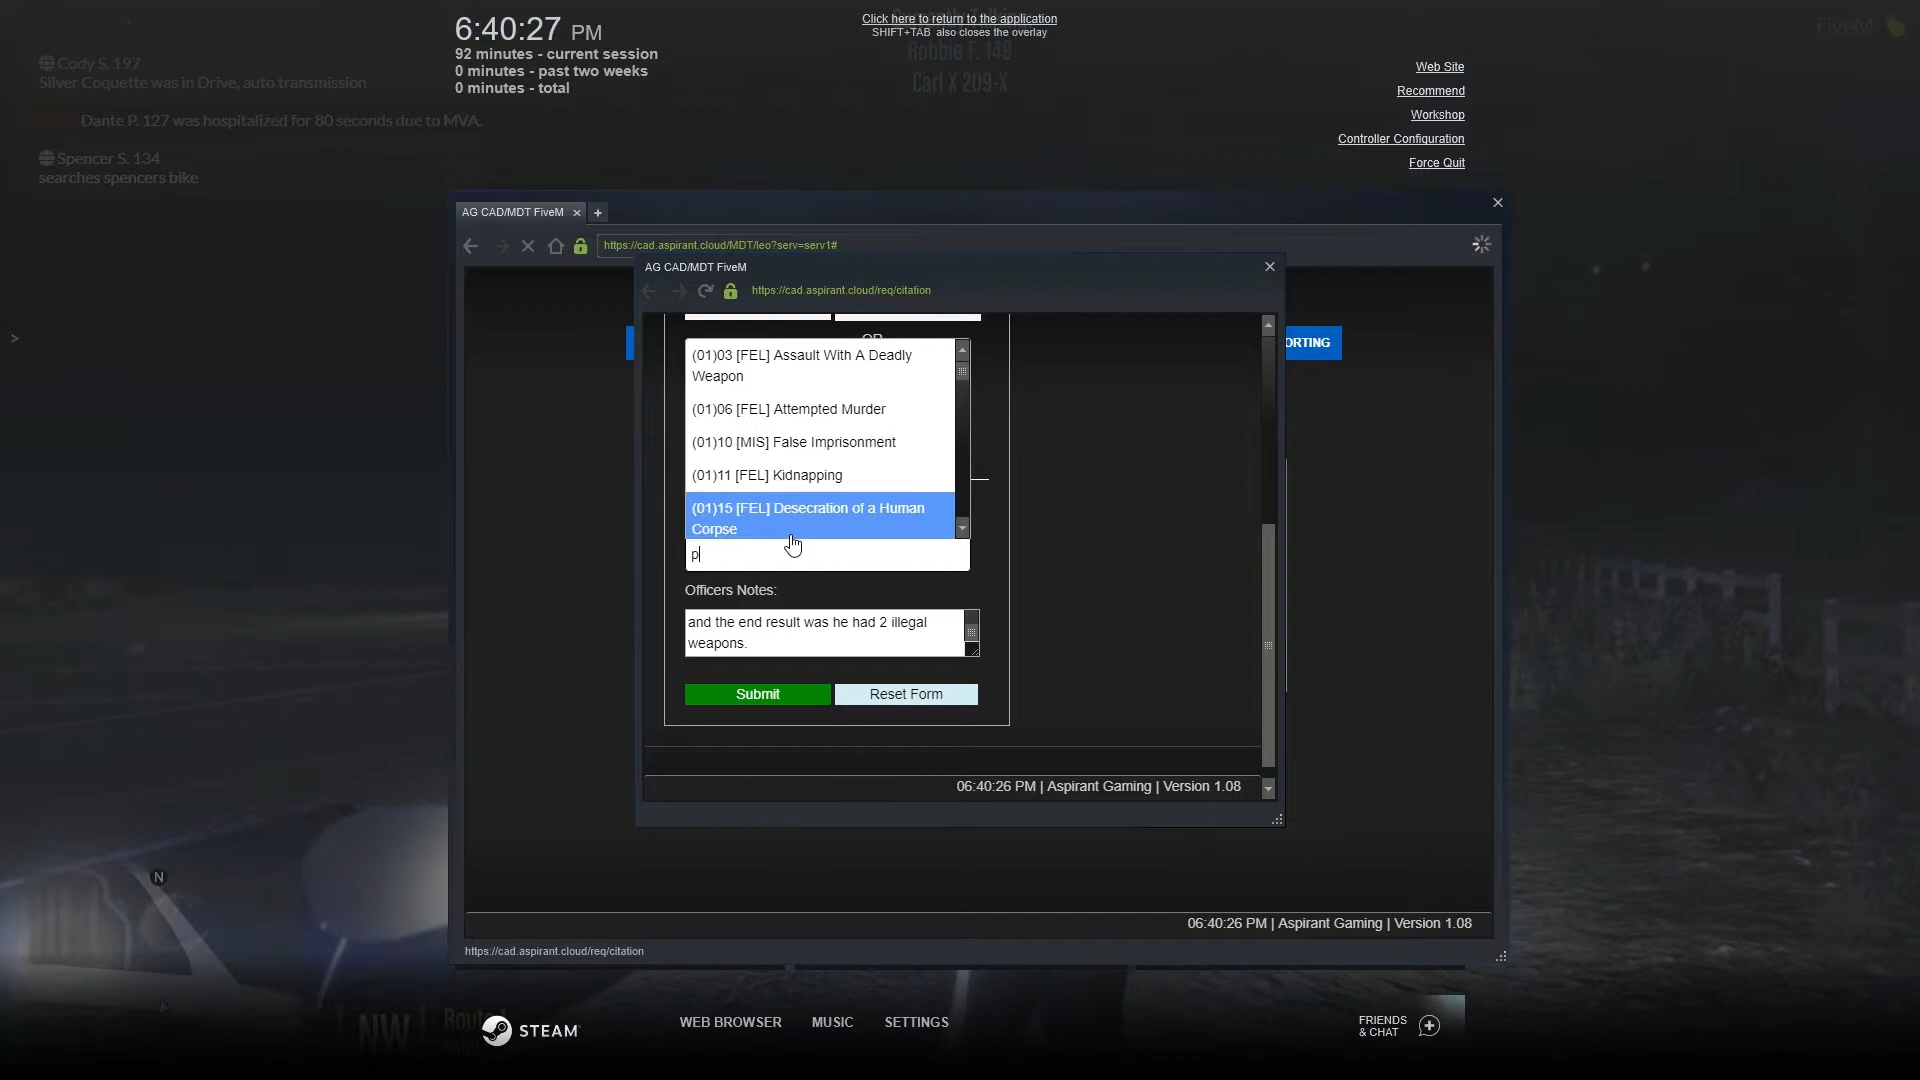 6:40:27 PM
92 minutes - current session
0 minutes - past two weeks
0 minutes - total
Click here to return to the application
SHIFT+TAB also closes the overlay
Robbie F. 149
Carl X 209-X
FiveM
Cody S. 197
Silver Coquette was in Drive, auto transmission
Dante P. 127 was hospitalized for 80 seconds due to MVA.
Spencer S. 134
searches spencers bike
>
Web Site
Recommend
Workshop
Controller Configuration
Force Quit
AG CAD/MDT FiveM
https://cad.aspirant.cloud/MDT/leo?serv=serv1#
AG CAD/MDT FiveM
https://cad.aspirant.cloud/req/citation
ORTING
OR
(01)03 [FEL] Assault With A Deadly
Weapon
(01)06 [FEL] Attempted Murder
(01)10 [MIS] False Imprisonment
(01)11 [FEL] Kidnapping
(01)15 [FEL] Desecration of a Human
Corpse
p
Officers Notes:
and the end result was he had 2 illegal
weapons.
Submit
Reset Form
06:40:26 PM | Aspirant Gaming | Version 1.08
06:40:26 PM | Aspirant Gaming | Version 1.08
https://cad.aspirant.cloud/req/citation
N
NW
STEAM
WEB BROWSER
MUSIC
SETTINGS
FRIENDS
& CHAT